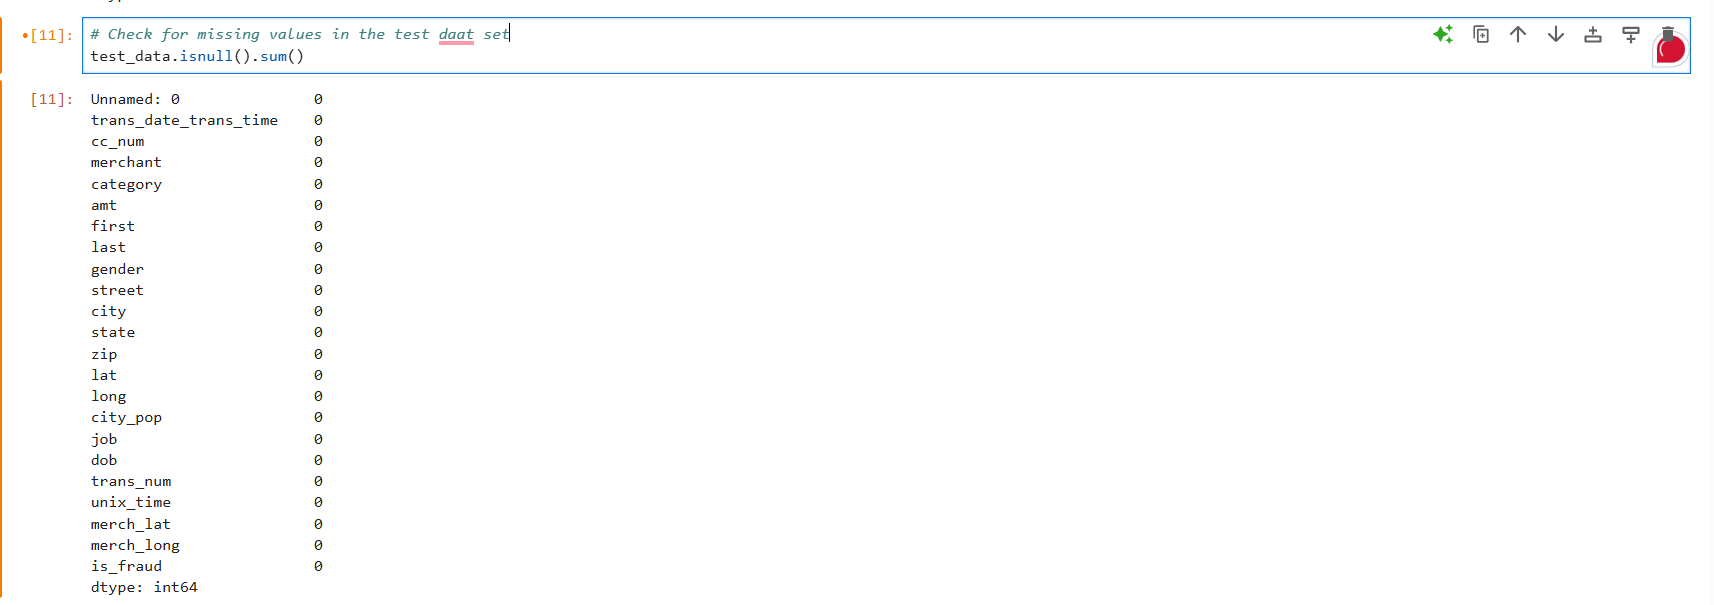 [11]: # Check for missing values in the test daat set
test_data.isnull().sum()
[11]: Unnamed: 0 0
trans_date_trans_time 0
cc_num 0
merchant 0
category 0
amt 0
first 0
last 0
gender 0
street 0
city 0
state 0
zip 0
lat 0
long 0
city_pop 0
job 0
dob 0
trans_num 0
unix_time 0
merch_lat 0
merch_long 0
is_fraud 0
dtype: int64